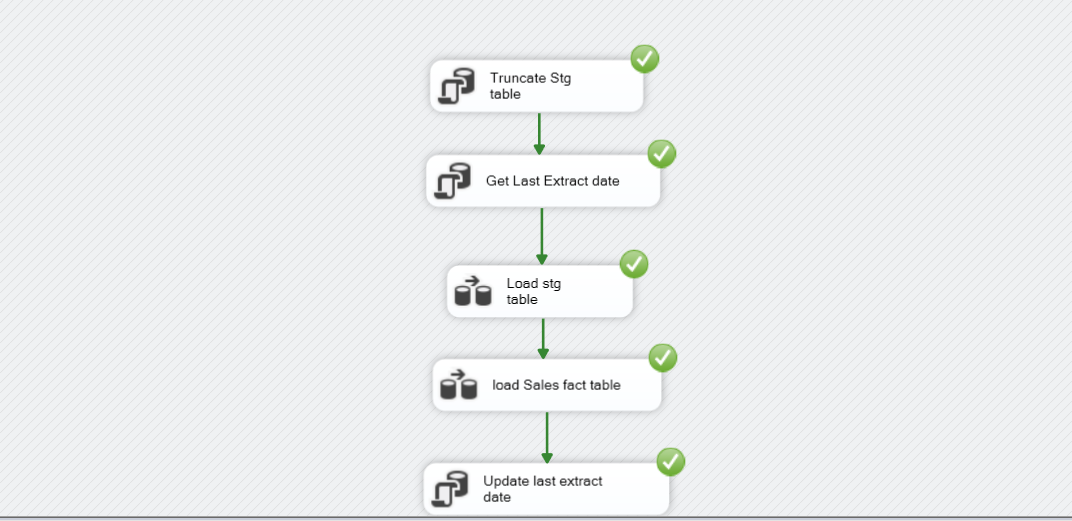 Truncate Stg
table
Get Last Extract date
Load stg
table
load Sales fact table
Update last extract
date